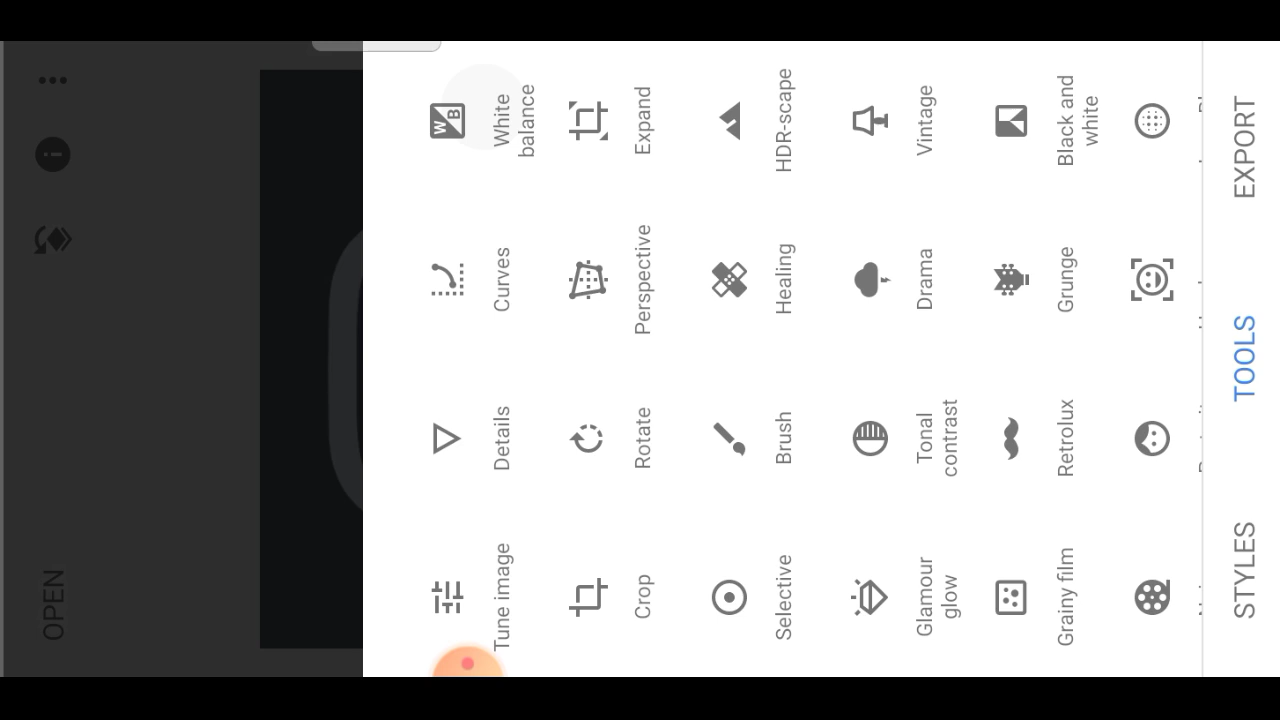 OPEN
Tune image
Details
Curves
White
balance
Crop
Rotate
Perspective
Expand
Selective
Brush
Healing
HDR-scape
Glamour
glow
Tonal
contrast
Drama
Vintage
Grainy film
Retrolux
Grunge
Black and
white
STYLES
TOOLS
EXPORT